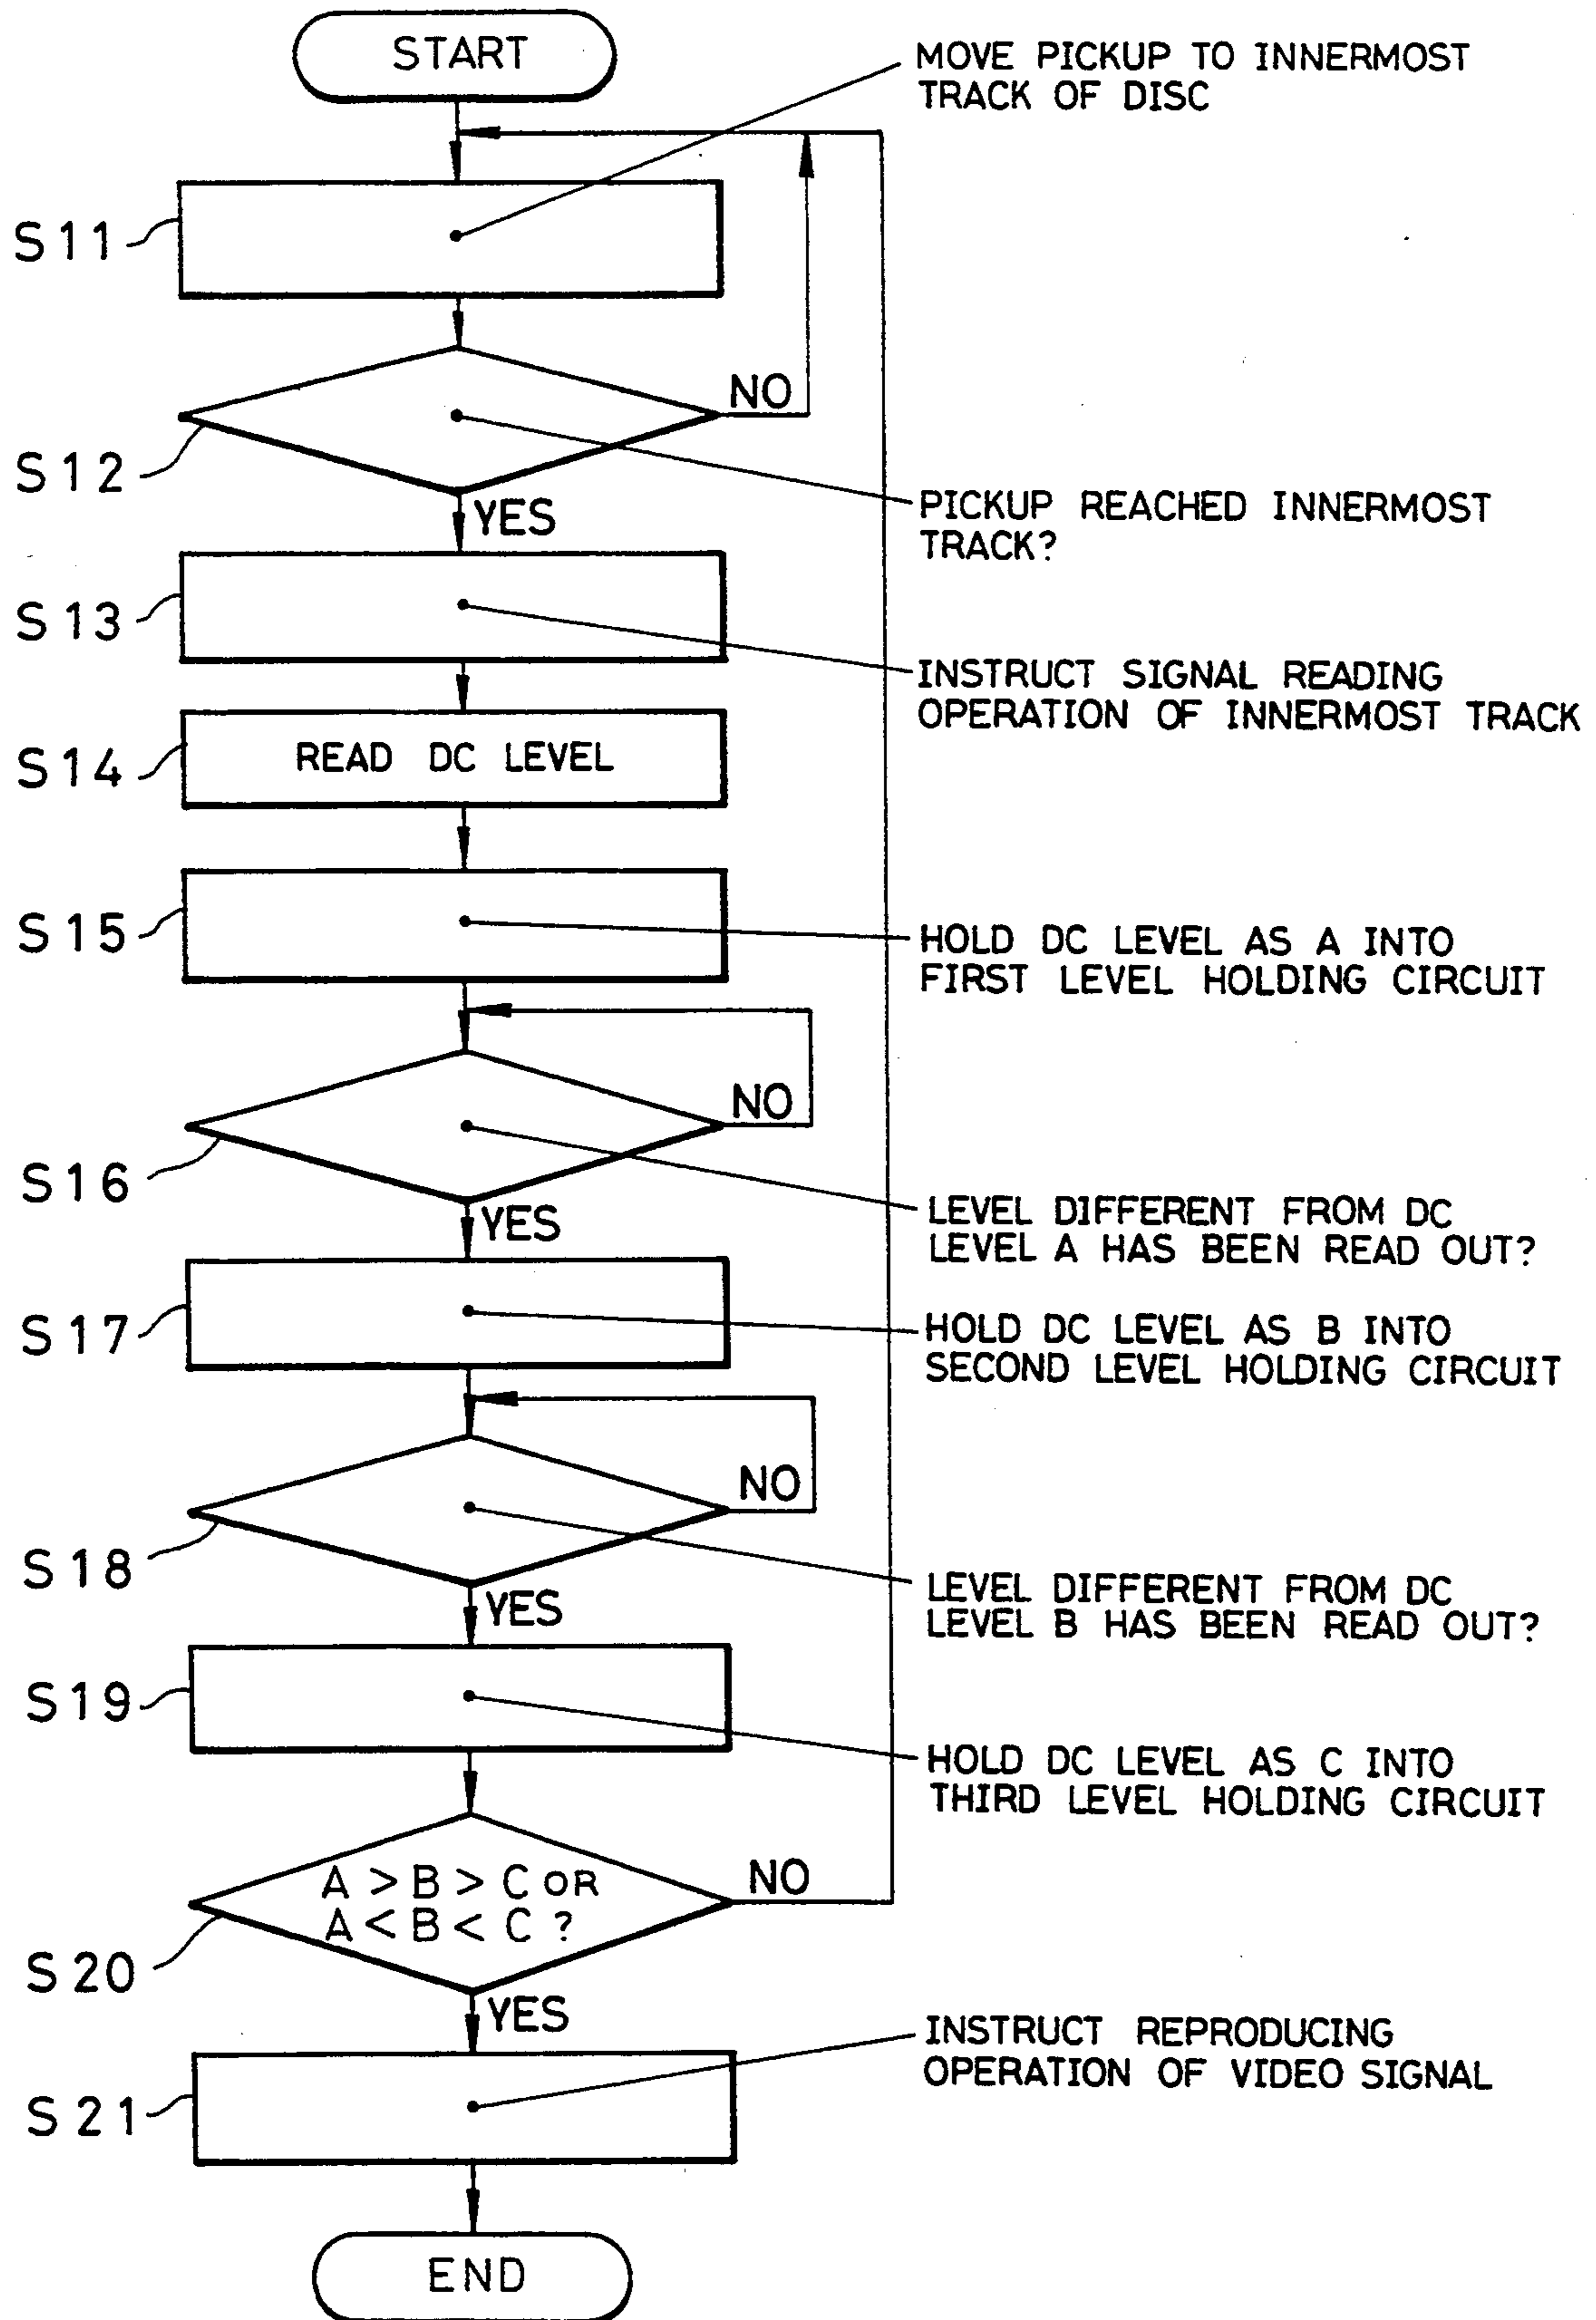 START
MOVE PICKUP TO INNERMOST
TRACK OF DISC
S11
NO
S12
PICKUP REACHED INNERMOST
TRACK?
YES
S13
INSTRUCT SIGNAL READING
OPERATION OF INNERMOST TRACK
S14
READ DC LEVEL
S15
HOLD DC LEVEL AS A INTO
FIRST LEVEL HOLDING CIRCUIT
NO
S16
LEVEL DIFFERENT FROM DC
LEVEL A HAS BEEN READ OUT?
YES
S17
HOLD DC LEVEL AS B INTO
SECOND LEVEL HOLDING CIRCUIT
NO
S18
LEVEL DIFFERENT FROM DC
LEVEL B HAS BEEN READ OUT?
YES
S19
HOLD DC LEVEL AS C INTO
THIRD LEVEL HOLDING CIRCUIT
A > B > C OR
A < B < C ?
NO
S20
YES
INSTRUCT REPRODUCING
OPERATION OF VIDEO SIGNAL
S21
END